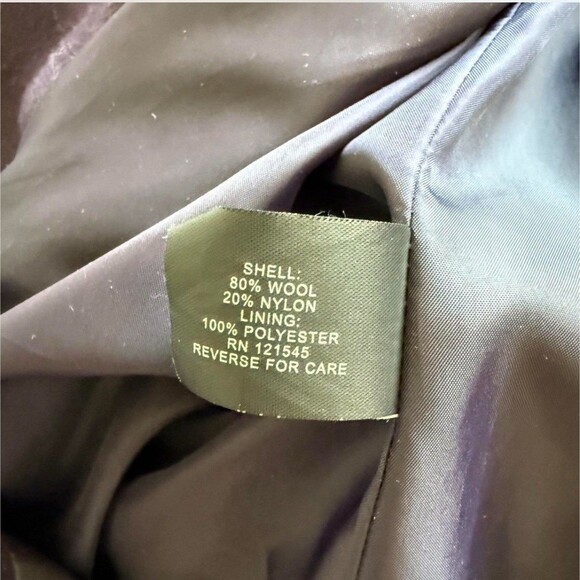 SHELL:
80% WOOL
20% NYLON
LINING:
100% POLYESTER
RN 121545
REVERSE FOR CARE